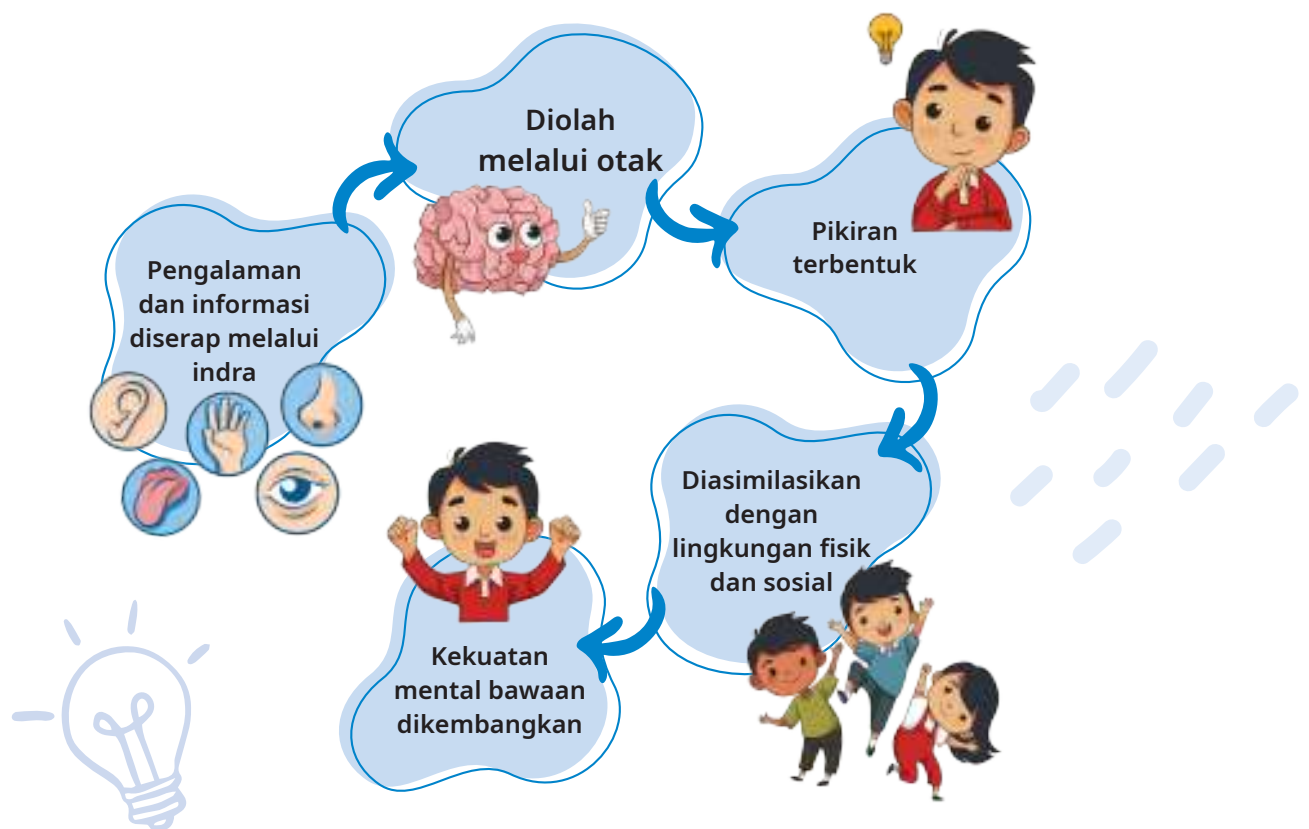 Pengalaman
dan informasi
diserap melalui
indra
Diolah
melalui otak
Pikiran
terbentuk
Diasimilasikan
dengan
lingkungan fisik
dan sosial
Kekuatan
mental bawaan
dikembangkan